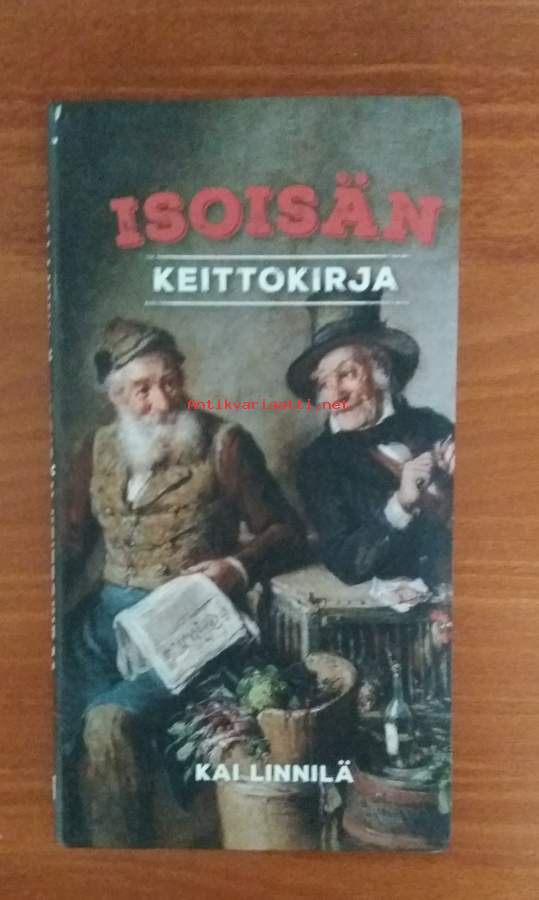 ISOISÄN
KEITTOKIRJA
Antikvariaatti.net
KAI LINNILÄ